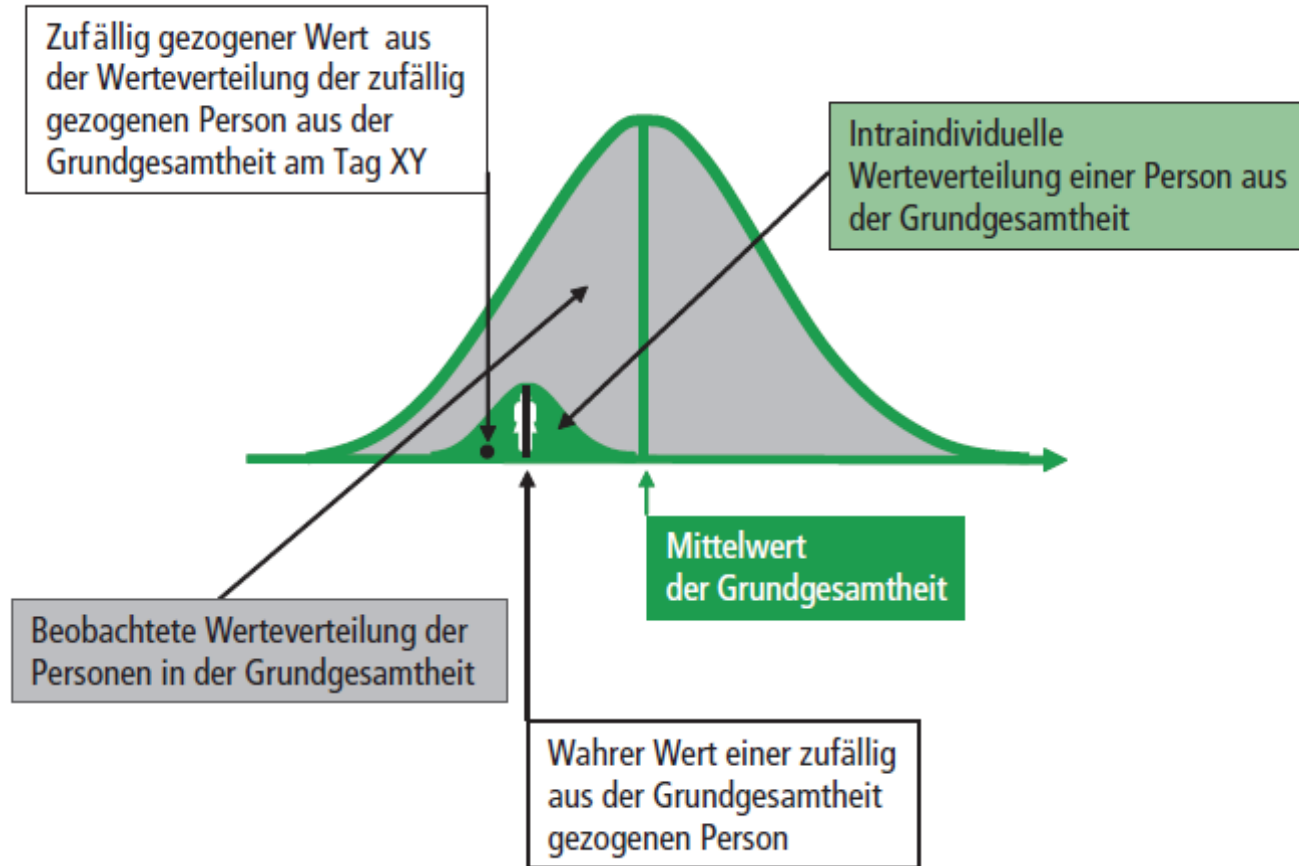 Zufällig gezogener Wert aus
der Werteverteilung der zufällig
gezogenen Person aus der
Grundgesamtheit am Tag XY
Intraindividuelle
Werteverteilung einer Person aus
der Grundgesamtheit
Mittelwert
der Grundgesamtheit
Beobachtete Werteverteilung der
Personen in der Grundgesamtheit
Wahrer Wert einer zufällig
aus der Grundgesamtheit
gezogenen Person